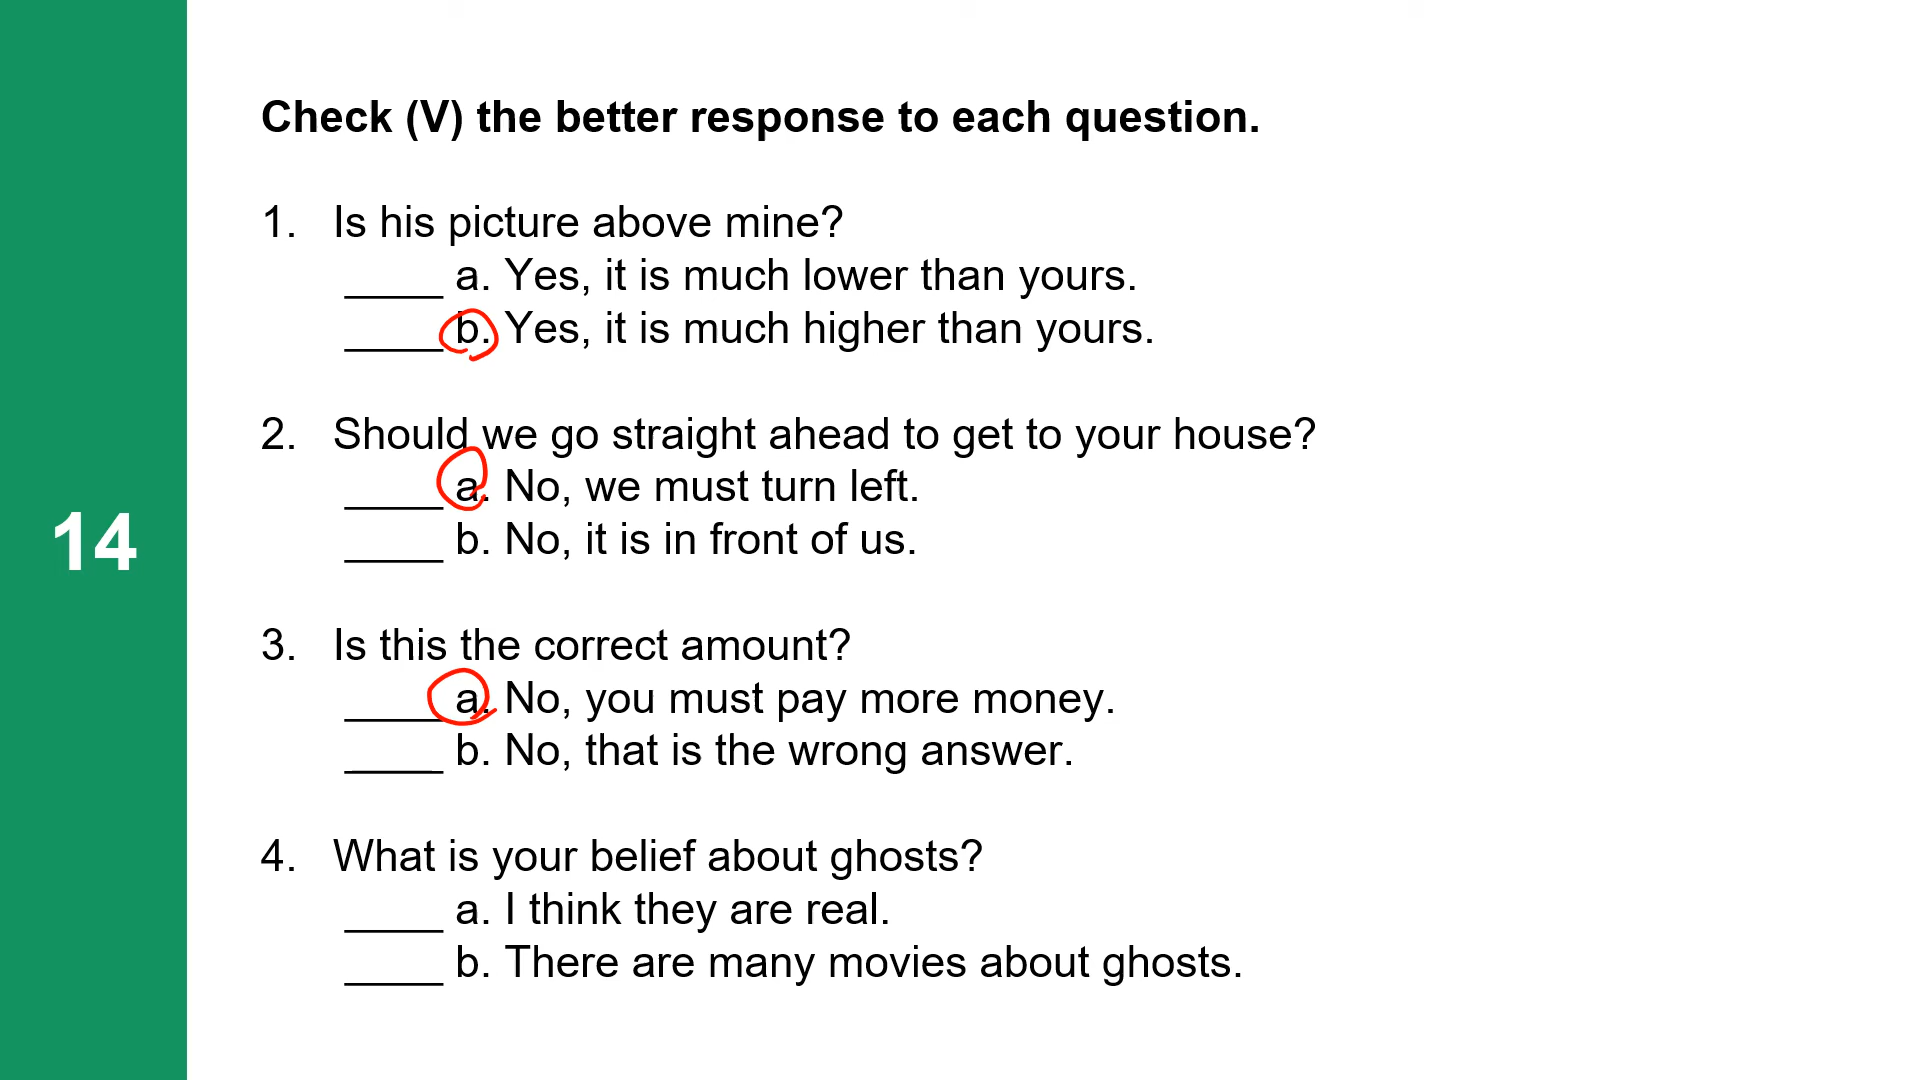 Check (V) the better response to each question.
1. Is his picture above mine?
_____ a. Yes, it is much lower than yours.
_____ b. Yes, it is much higher than yours.
2. Should we go straight ahead to get to your house?
_____ a. No, we must turn left.
_____ b. No, it is in front of us.
14
3. Is this the correct amount?
_____ a. No, you must pay more money.
_____ b. No, that is the wrong answer.
4. What is your belief about ghosts?
_____ a. I think they are real.
_____ b. There are many movies about ghosts.